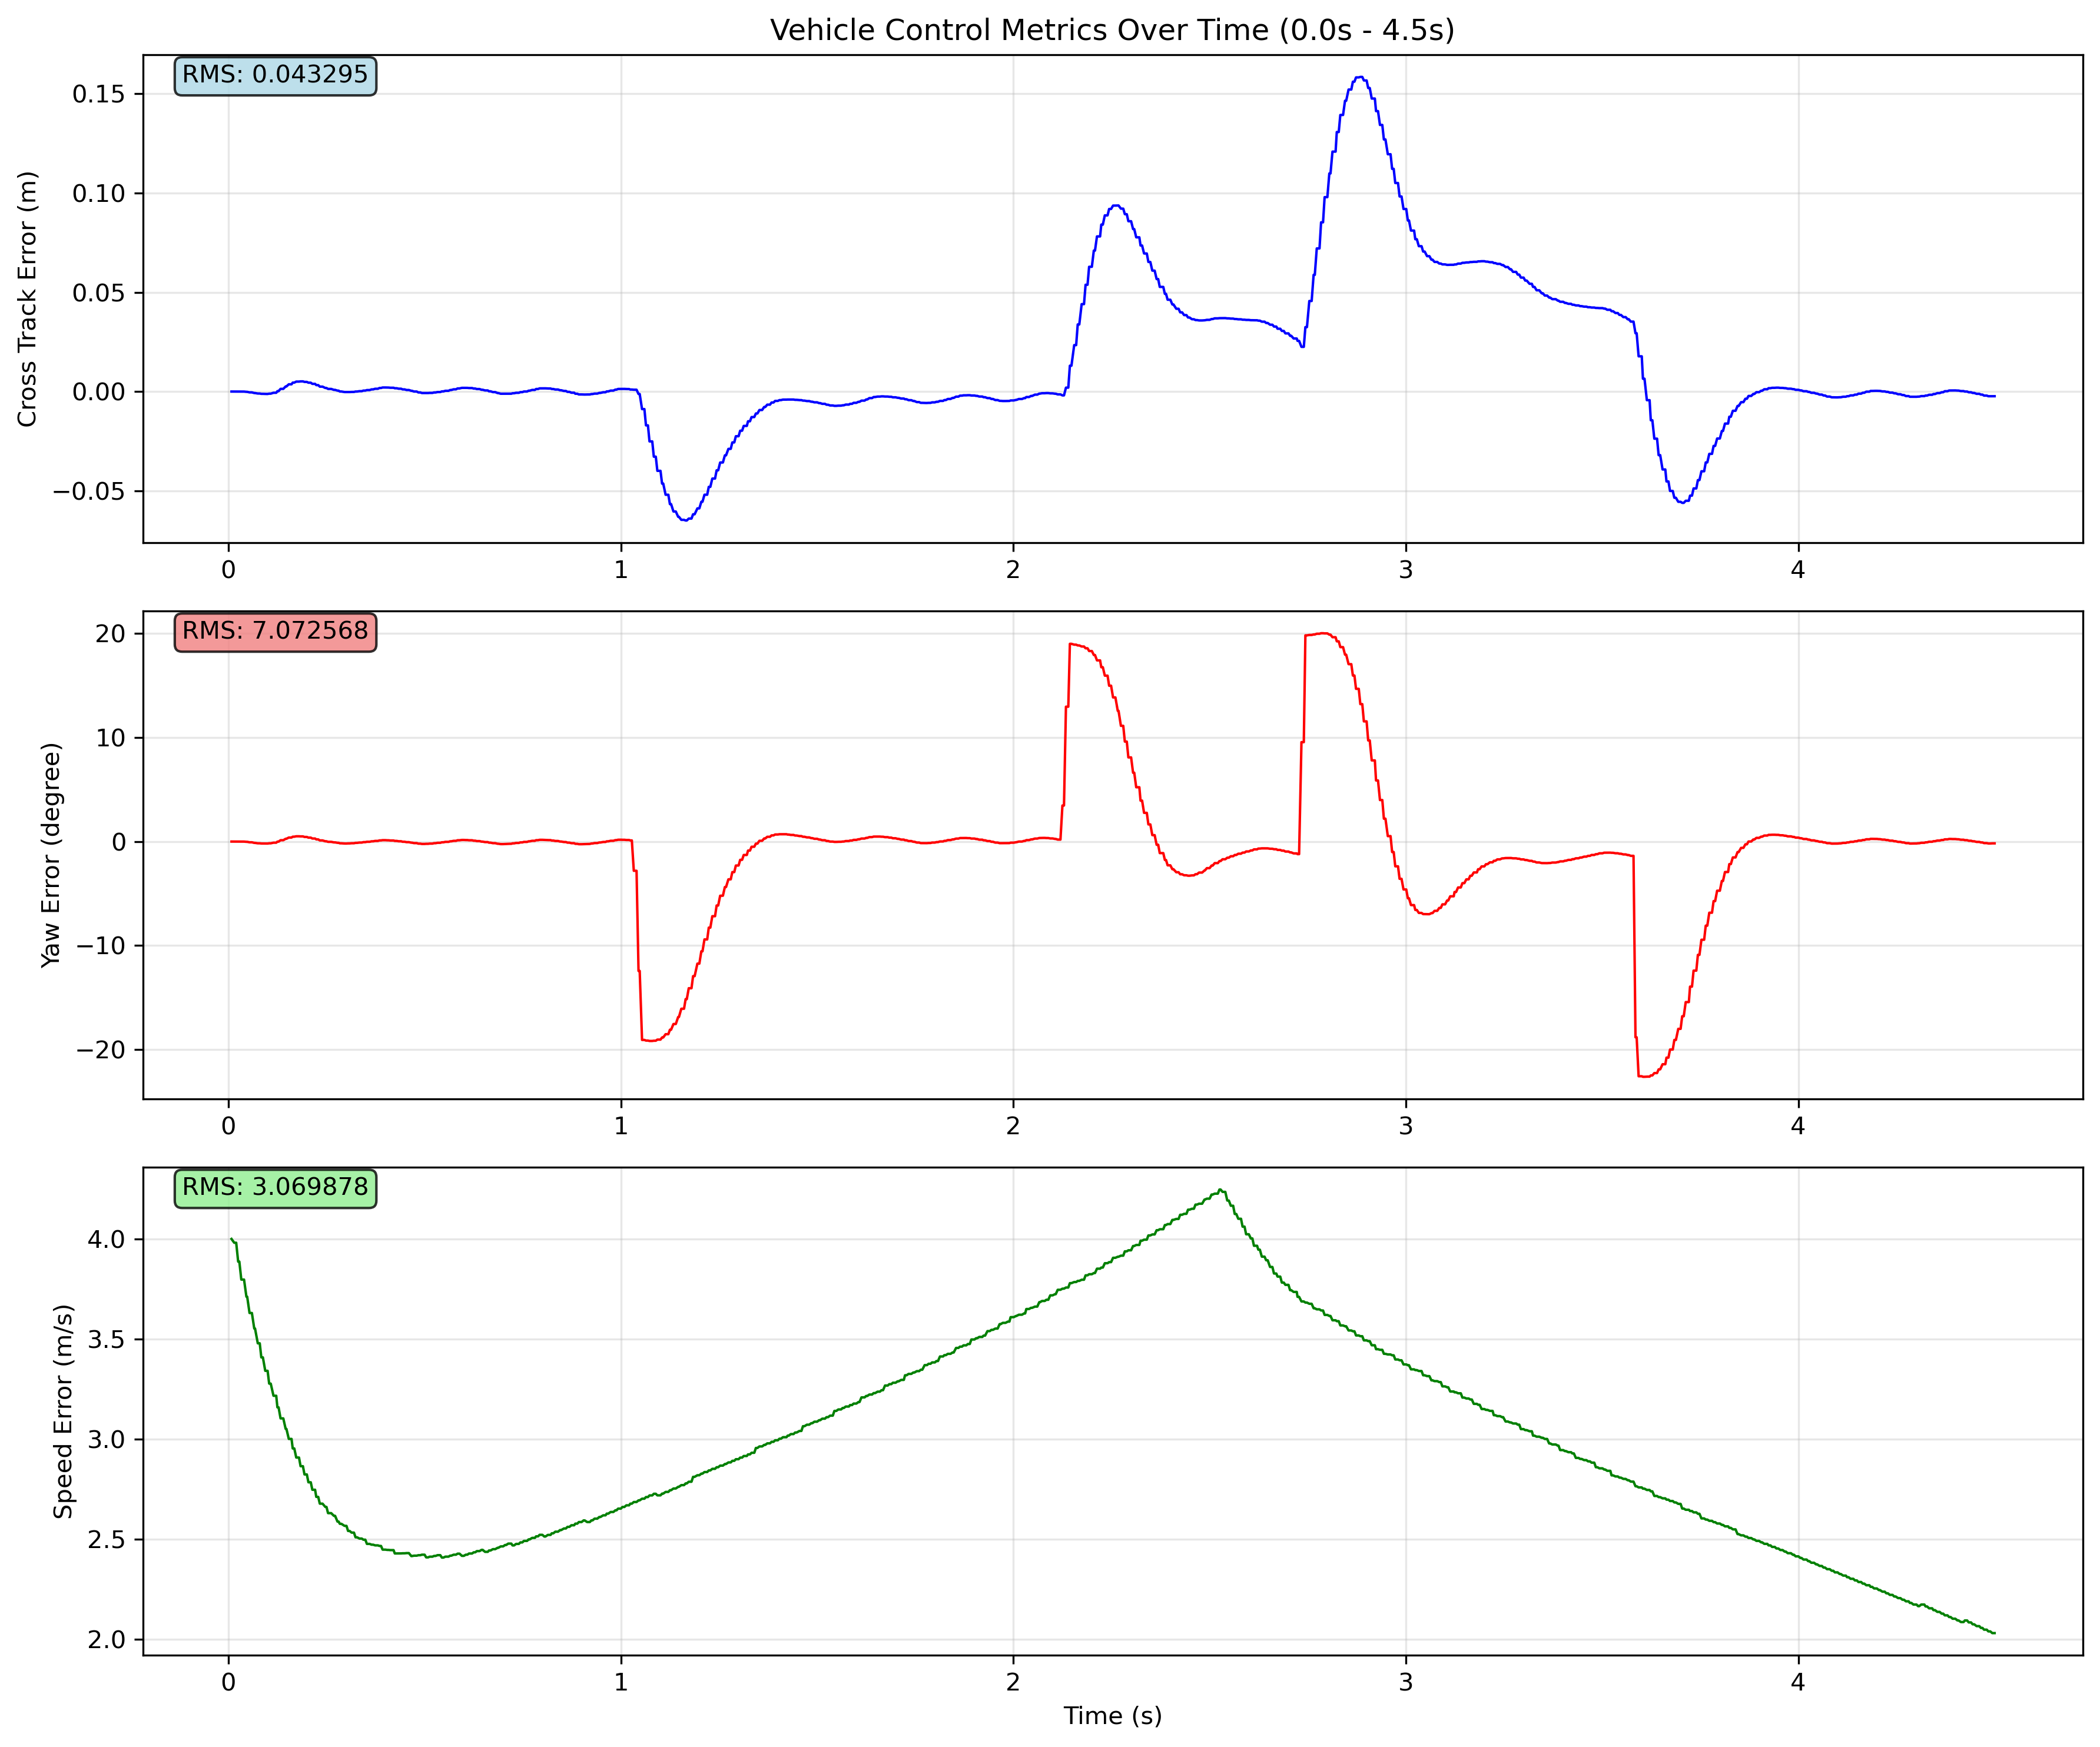 Vehicle Control Metrics Over Time (0.0s - 4.5s)
RMS: 0.043295
Cross Track Error (m)
0.15
0.10
0.05
0.00
−0.05
0 1 2 3 4
RMS: 7.072568
Yaw Error (degree)
20
10
0
−10
−20
0 1 2 3 4
RMS: 3.069878
Speed Error (m/s)
4.0
3.5
3.0
2.5
2.0
0 1 2 3 4
Time (s)